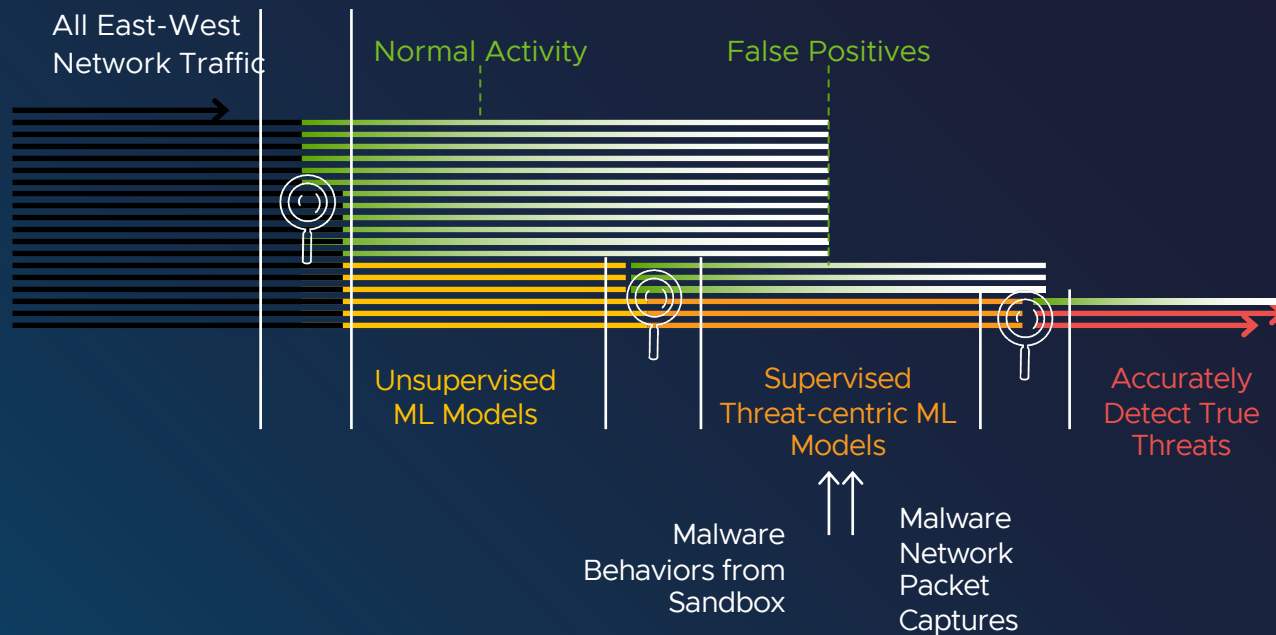 All East-West
Network Traffic
Normal Activity
False Positives
Unsupervised
ML Models
Supervised
Threat-centric ML
Models
Accurately
Detect True
Threats
Malware
Behaviors from
Sandbox
Malware
Network
Packet
Captures